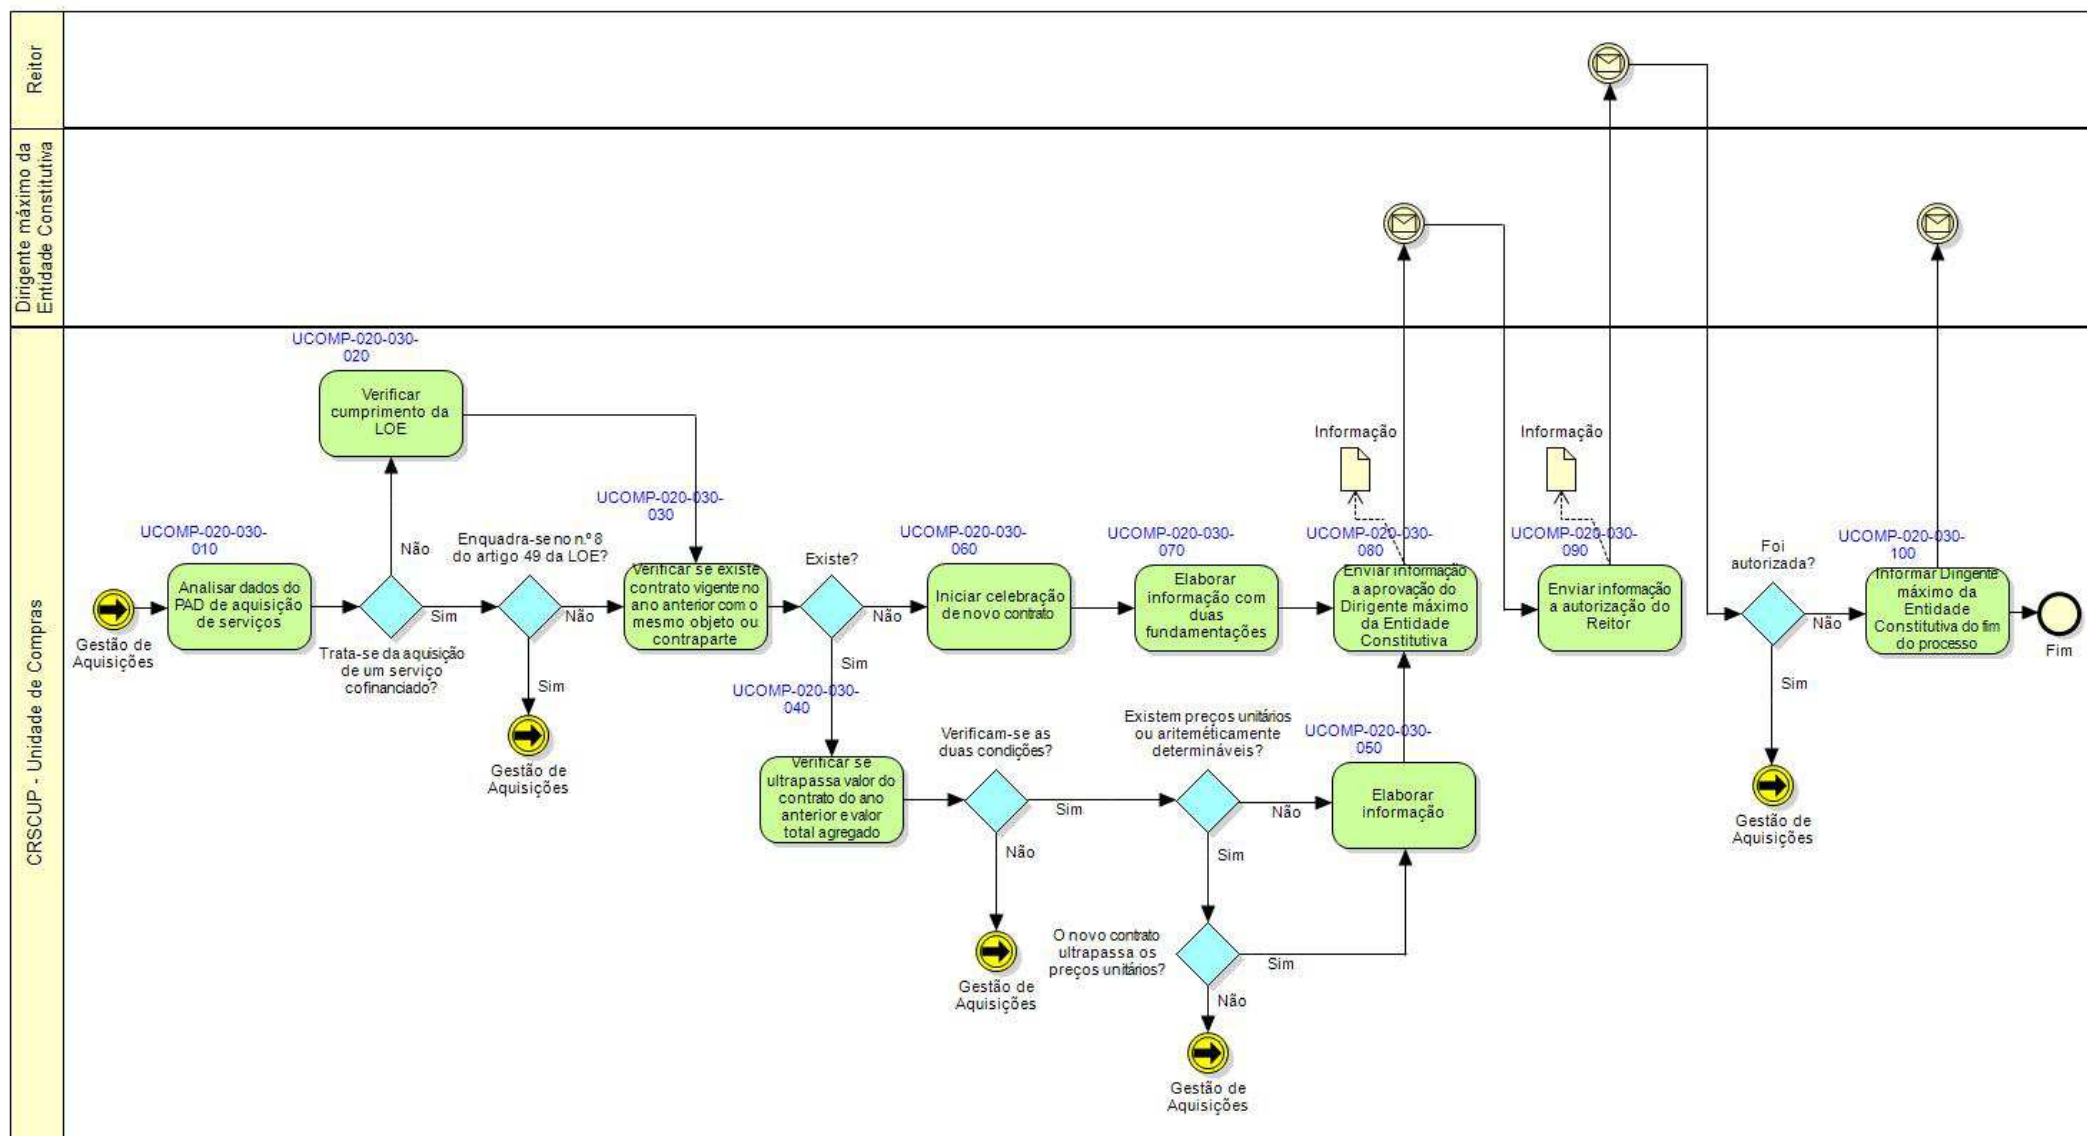 Reitor
Dirigente máximo da
Entidade Constitutiva
CRSCUP - Unidade de Compras
Gestão de
Aquisições
UCOMP-020-030-
010
Analisar dados do
PAD de aquisição
de serviços
Trata-se da aquisição
de um serviço
cofinanciado?
Não
Sim
UCOMP-020-030-
020
Verificar
cumprimento da
LOE
Enquadra-se no n.º 8
do artigo 49 da LOE?
Não
Sim
Gestão de
Aquisições
UCOMP-020-030-
030
Verificar se existe
contrato vigente no
ano anterior com o
mesmo objeto ou
contraparte
Existe?
Não
Sim
UCOMP-020-030-
040
Verificar se
ultrapassa valor do
contrato do ano
anterior e valor
total agregado
Verificam-se as
duas condições?
Sim
Não
Gestão de
Aquisições
Existem preços unitários
ou ariteméticamente
determináveis?
Não
Sim
O novo contrato
ultrapassa os
preços unitários?
Sim
Não
Gestão de
Aquisições
UCOMP-020-030-
050
Elaborar
informação
UCOMP-020-030-
060
Iniciar celebração
de novo contrato
UCOMP-020-030-
070
Elaborar
informação com
duas
fundamentações
Informação
UCOMP-020-030-
080
Enviar informação
a aprovação do
Dirigente máximo
da Entidade
Constitutiva
Informação
UCOMP-020-030-
090
Enviar informação
a autorização do
Reitor
Foi
autorizada?
Não
Sim
Gestão de
Aquisições
UCOMP-020-030-
100
Informar Dirigente
máximo da
Entidade
Constitutiva do fim
do processo
Fim